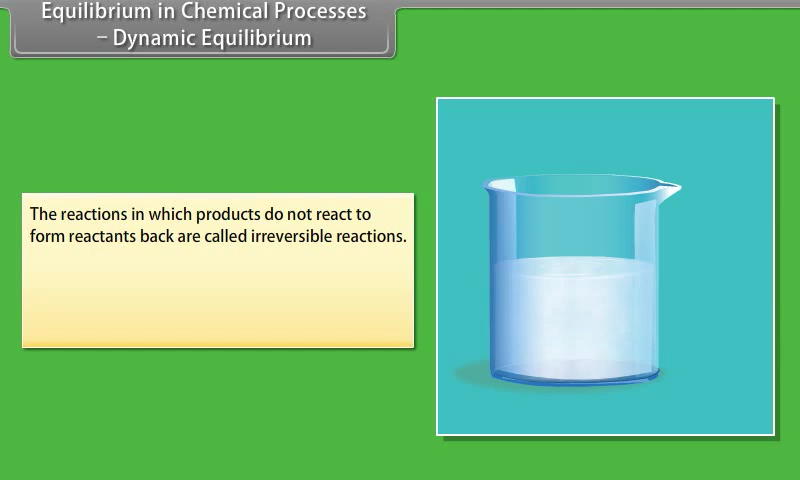 Equilibrium in Chemical Processes
– Dynamic Equilibrium
The reactions in which products do not react to
form reactants back are called irreversible reactions.